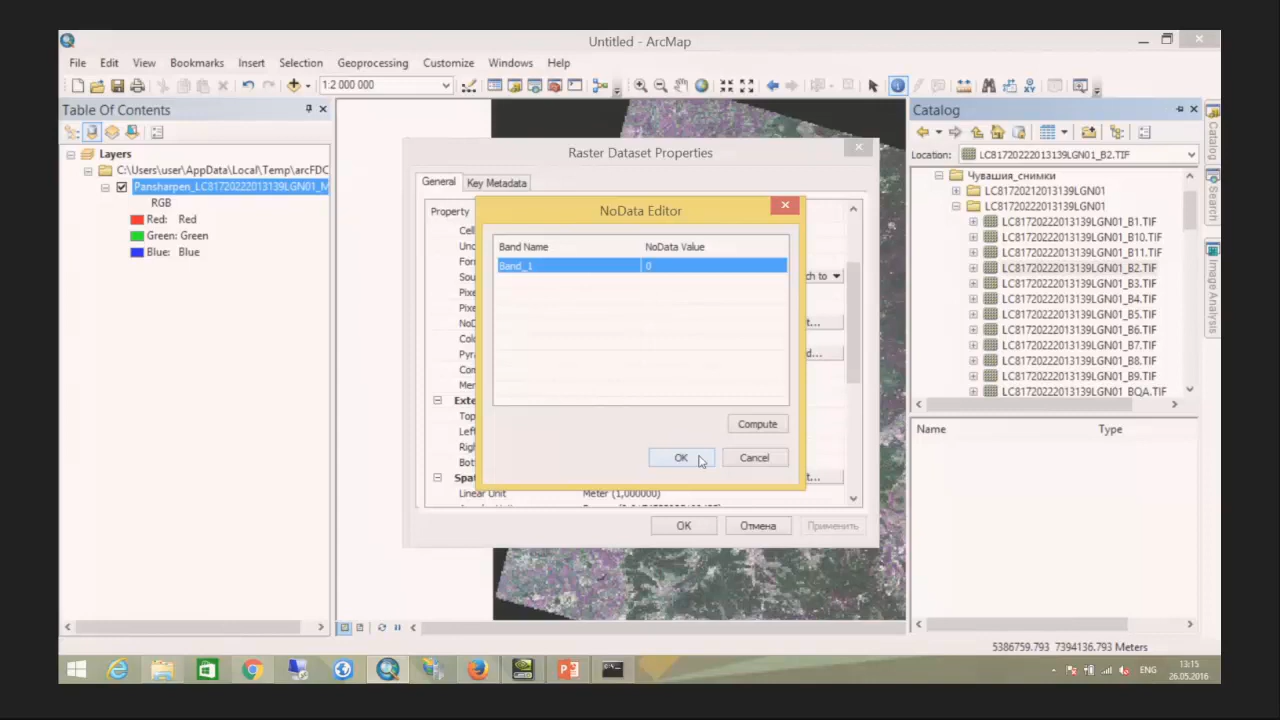 Untitled - ArcMap
File Edit View Bookmarks Insert Selection Geoprocessing Customize Windows Help
1:2 000 000
Table Of Contents
Layers
C:\Users\user\AppData\Local\Temp\arcFDC
Pansharpen_LC81720222013139LGN01_M
RGB
Red: Red
Green: Green
Blue: Blue
Raster Dataset Properties
General Key Metadata
Property
Linear Unit Meter (1,000000)
OK Отмена Применить
NoData Editor
Band Name NoData Value
Band_1 0
Compute
OK Cancel
Catalog
Location: LC81720222013139LGN01_B2.TIF
Чувашия_снимки
LC81720212013139LGN01
LC81720222013139LGN01
LC81720222013139LGN01_B1.TIF
LC81720222013139LGN01_B10.TIF
LC81720222013139LGN01_B11.TIF
LC81720222013139LGN01_B2.TIF
LC81720222013139LGN01_B3.TIF
LC81720222013139LGN01_B4.TIF
LC81720222013139LGN01_B5.TIF
LC81720222013139LGN01_B6.TIF
LC81720222013139LGN01_B7.TIF
LC81720222013139LGN01_B8.TIF
LC81720222013139LGN01_B9.TIF
LC81720222013139LGN01_BQA.TIF
Name Type
Catalog
Search
Image Analysis
5386759.793 7394136.793 Meters
ENG
13:15
26.05.2016